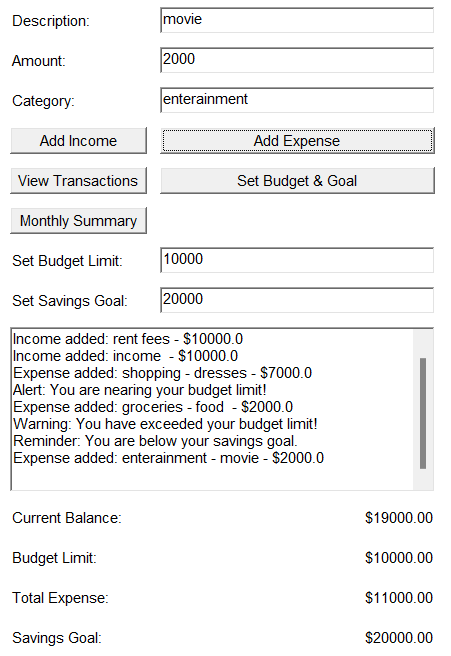 Description: movie
Amount: 2000
Category: enterainment
Add Income Add Expense
View Transactions Set Budget & Goal
Monthly Summary
Set Budget Limit: 10000
Set Savings Goal: 20000
Income added: rent fees - $10000.0
Income added: income  - $10000.0
Expense added: shopping - dresses - $7000.0
Alert: You are nearing your budget limit!
Expense added: groceries - food  - $2000.0
Warning: You have exceeded your budget limit!
Reminder: You are below your savings goal.
Expense added: enterainment - movie - $2000.0
Current Balance: $19000.00
Budget Limit: $10000.00
Total Expense: $11000.00
Savings Goal: $20000.00